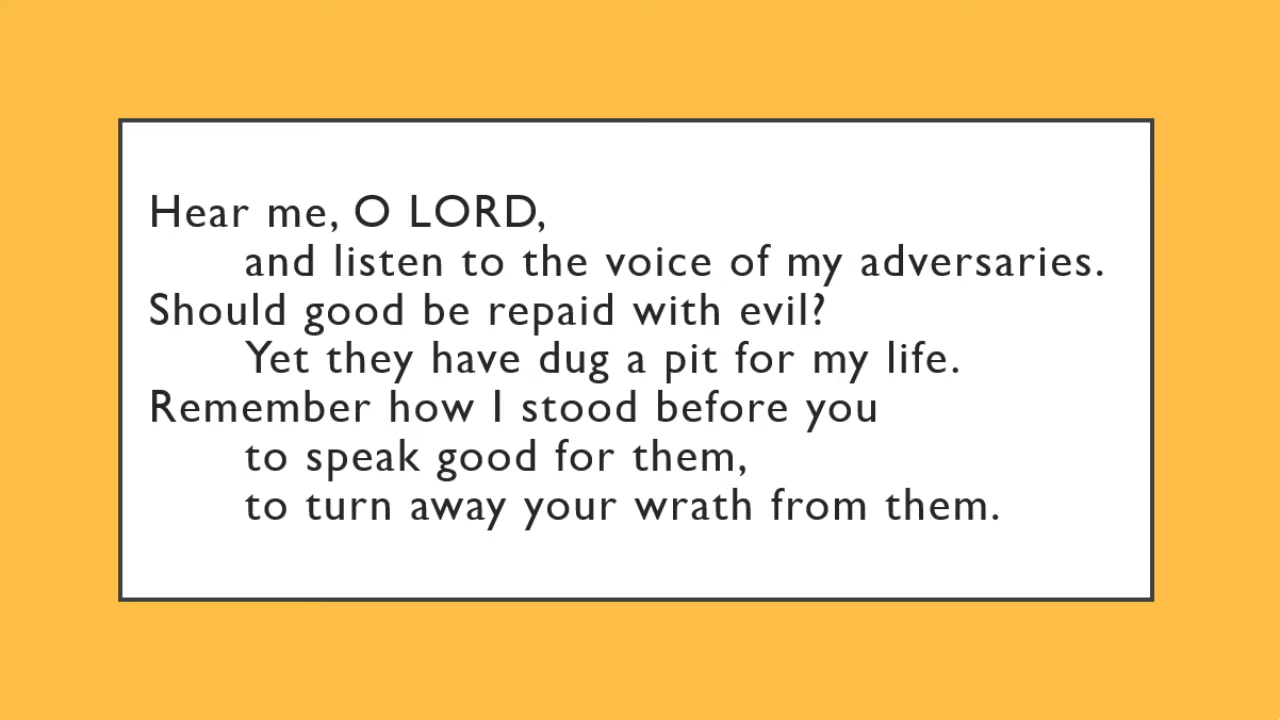 Hear me, O LORD,
and listen to the voice of my adversaries.
Should good be repaid with evil?
Yet they have dug a pit for my life.
Remember how I stood before you
to speak good for them,
to turn away your wrath from them.